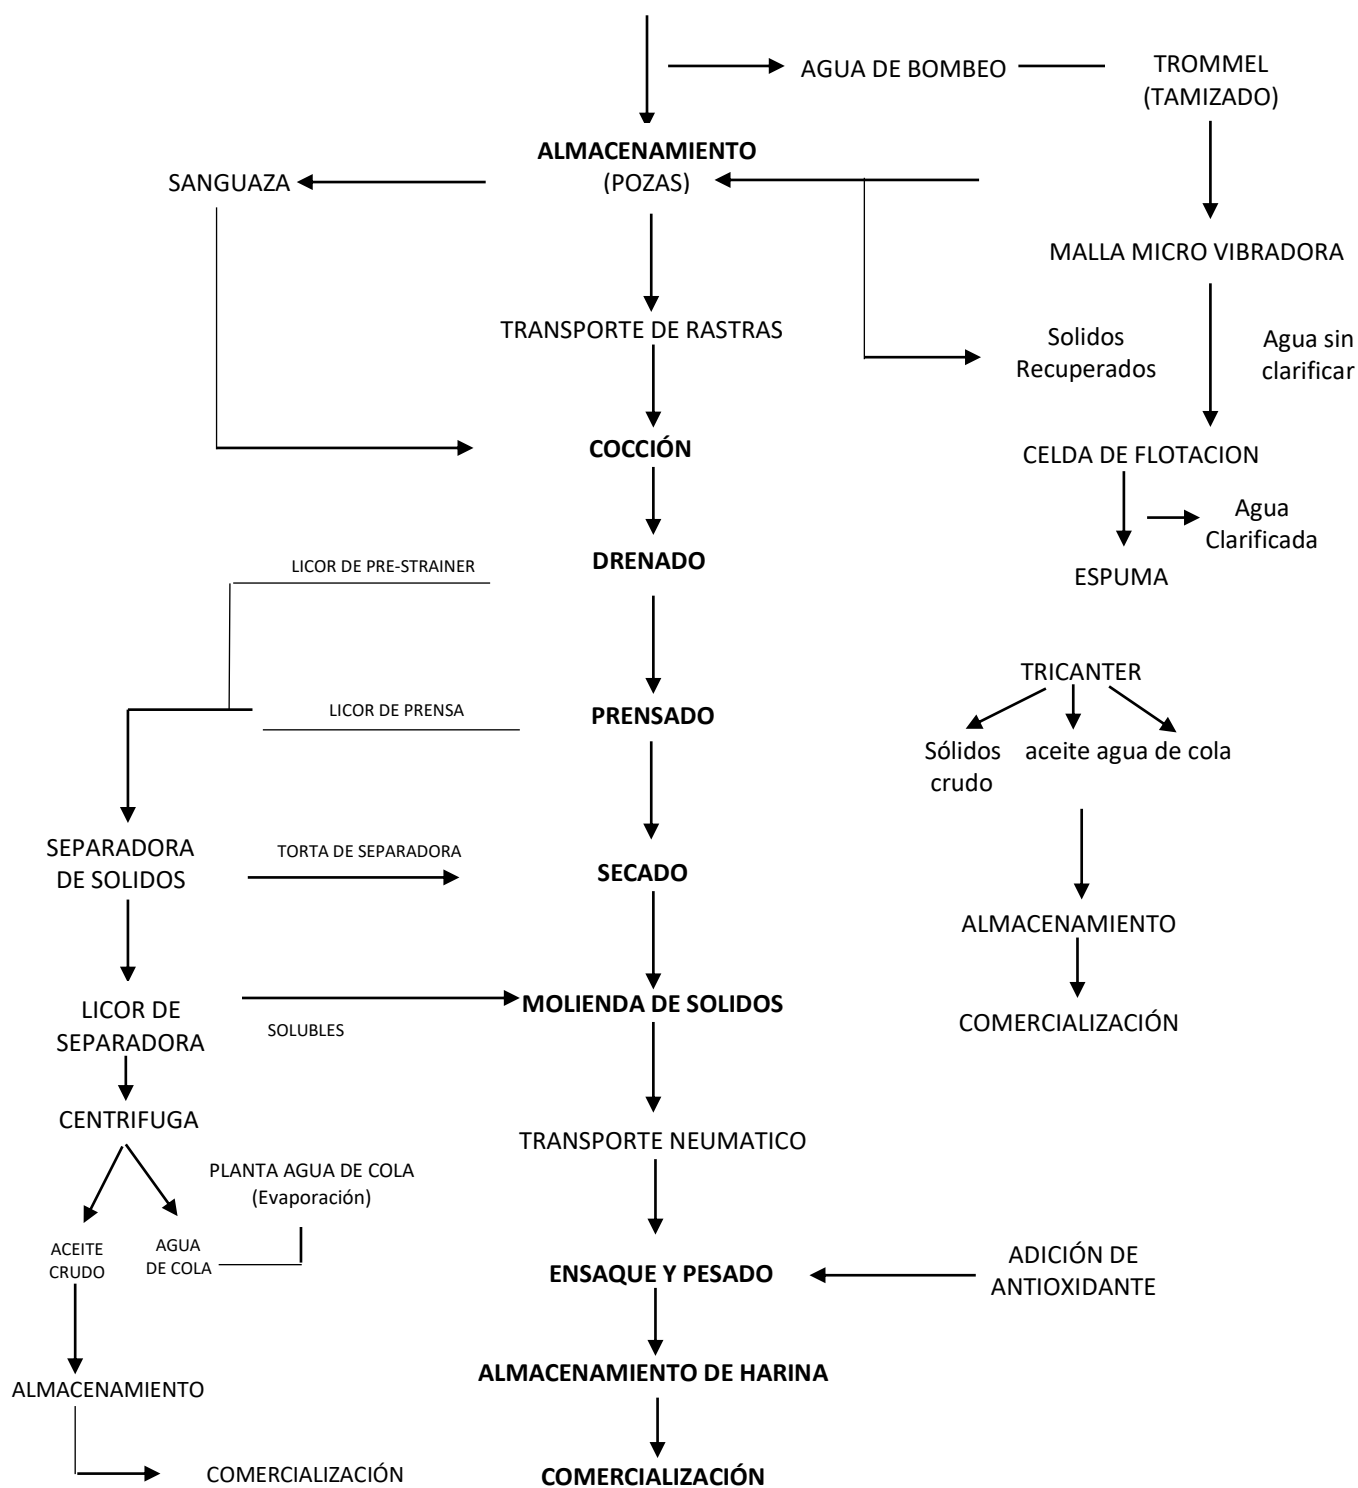 AGUA DE BOMBEO
TROMMEL
(TAMIZADO)
ALMACENAMIENTO
(POZAS)
SANGUAZA
MALLA MICRO VIBRADORA
TRANSPORTE DE RASTRAS
Solidos
Recuperados
Agua sin
clarificar
COCCIÓN
CELDA DE FLOTACION
Agua
Clarificada
DRENADO
LICOR DE PRE-STRAINER
ESPUMA
TRICANTER
LICOR DE PRENSA
PRENSADO
Sólidos aceite agua de cola
crudo
SEPARADORA
DE SOLIDOS
TORTA DE SEPARADORA
SECADO
ALMACENAMIENTO
LICOR DE
SEPARADORA
SOLUBLES
MOLIENDA DE SOLIDOS
COMERCIALIZACIÓN
CENTRIFUGA
TRANSPORTE NEUMATICO
PLANTA AGUA DE COLA
(Evaporación)
ACEITE
CRUDO
AGUA
DE COLA
ENSAQUE Y PESADO
ADICIÓN DE
ANTIOXIDANTE
ALMACENAMIENTO DE HARINA
ALMACENAMIENTO
COMERCIALIZACIÓN
COMERCIALIZACIÓN